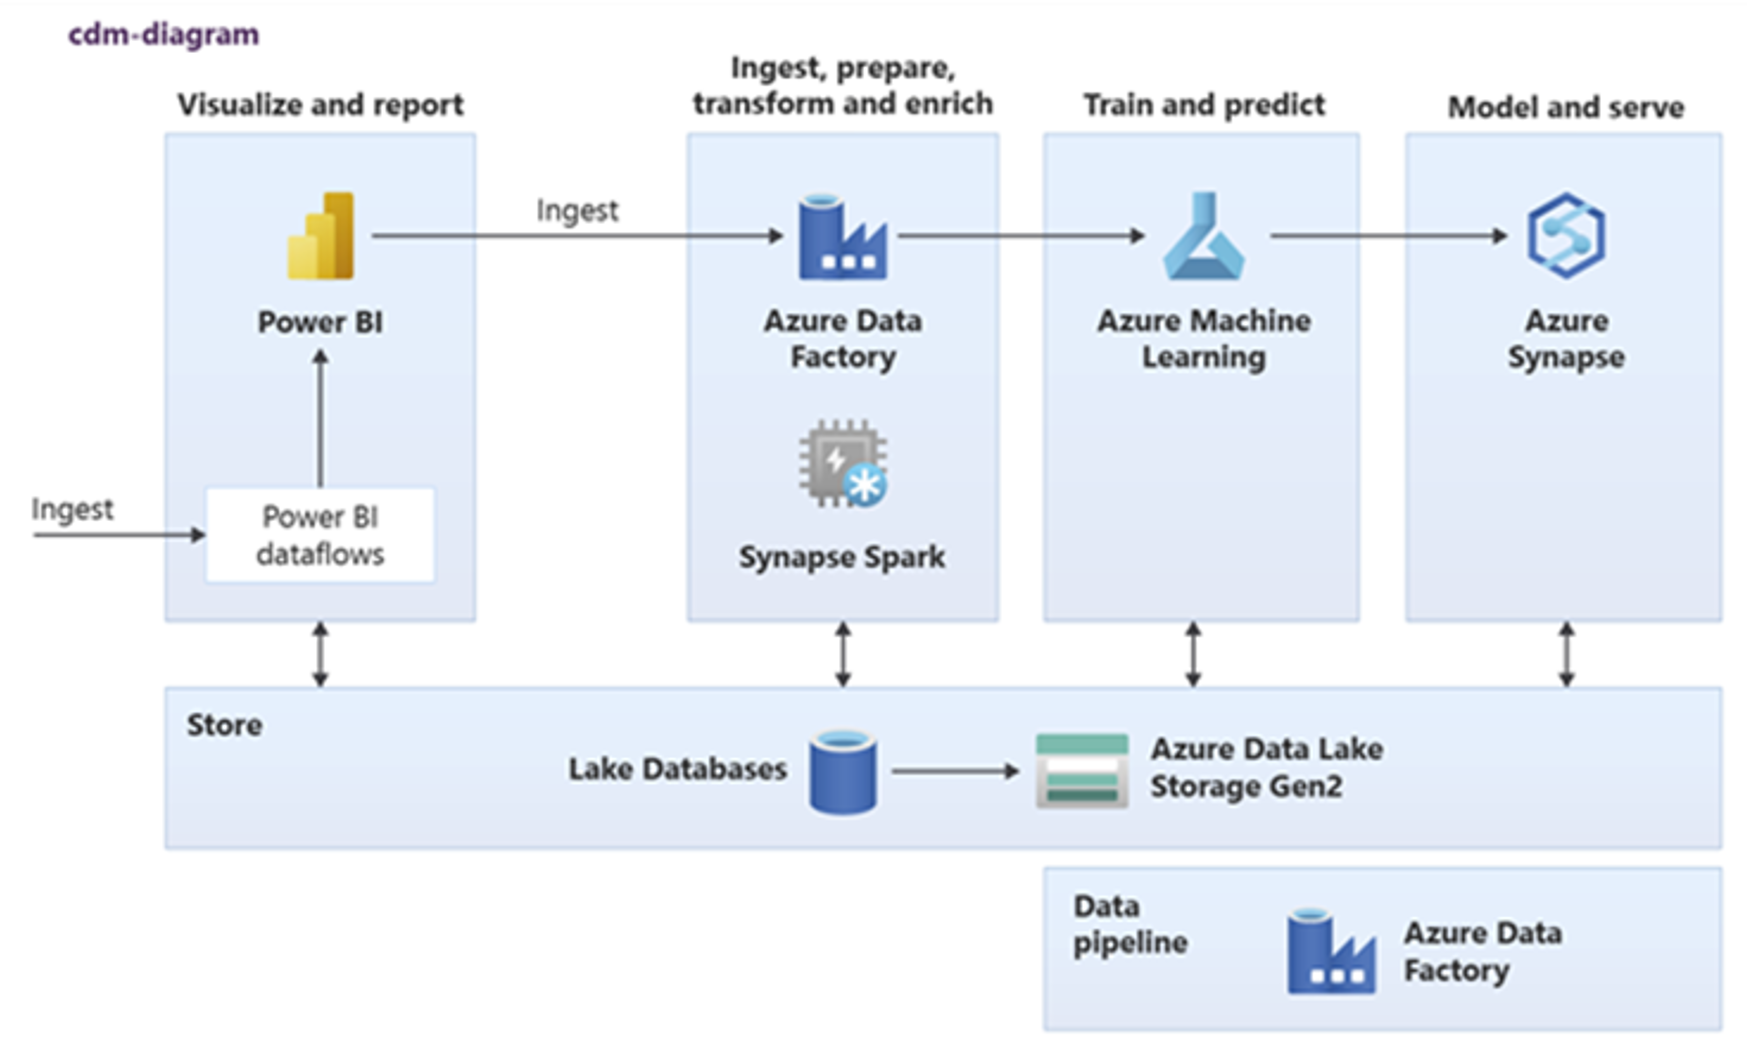 cdm-diagram
Visualize and report
Ingest, prepare,
transform and enrich
Train and predict
Model and serve
Ingest
Power BI
Azure Data
Factory
Azure Machine
Learning
Azure
Synapse
Ingest
Power BI
dataflows
Synapse Spark
Store
Lake Databases
Azure Data Lake
Storage Gen2
Data
pipeline
Azure Data
Factory